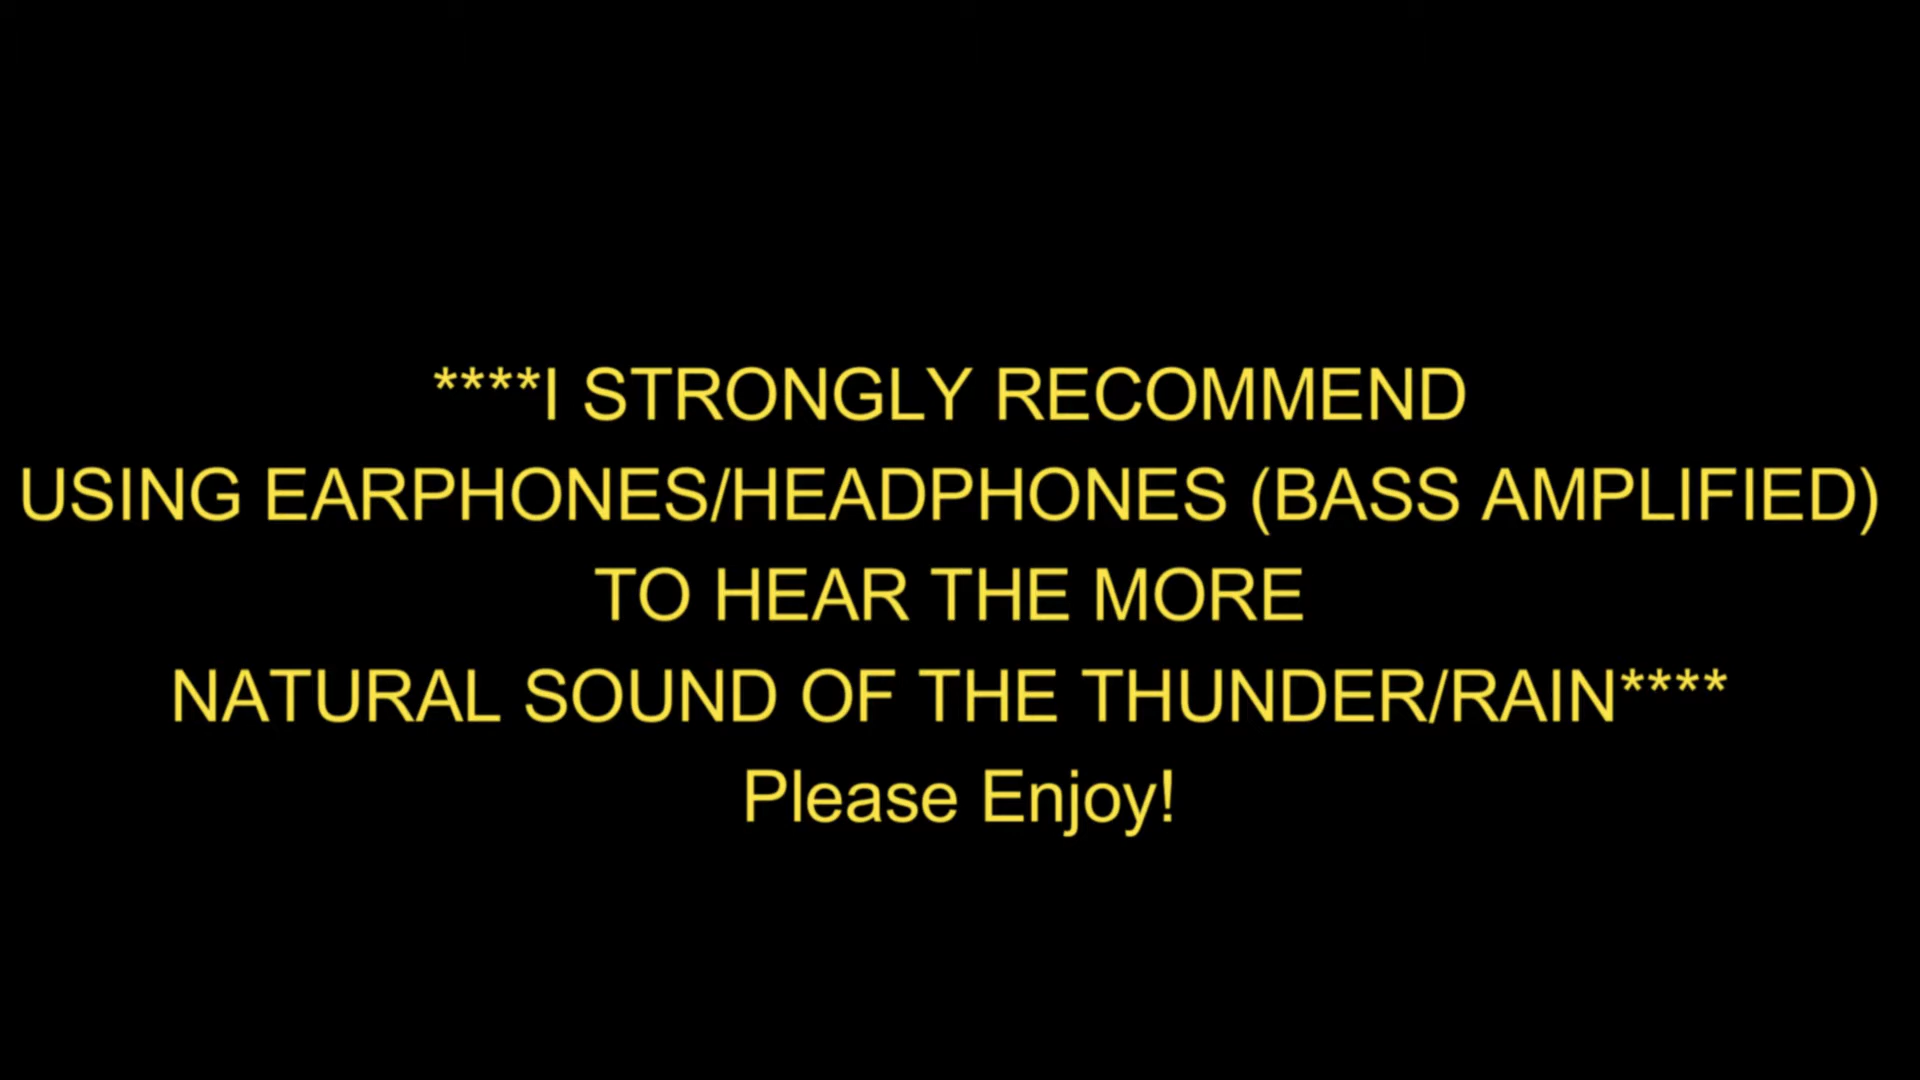 ****I STRONGLY RECOMMEND
USING EARPHONES/HEADPHONES (BASS AMPLIFIED)
TO HEAR THE MORE
NATURAL SOUND OF THE THUNDER/RAIN****
Please Enjoy!